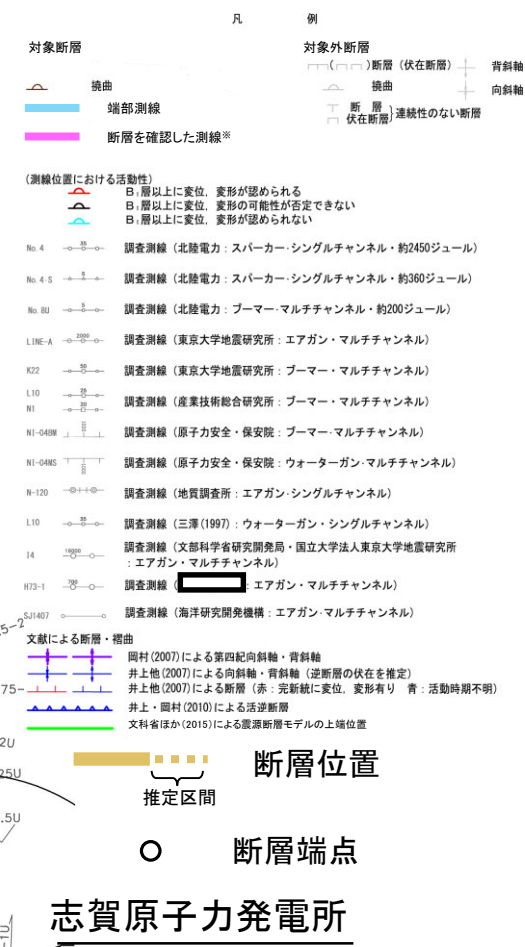 凡 例
対象断層
対象外断層
( )断層（伏在断層）
背斜軸
撓曲
撓曲
向斜軸
端部測線
断層
伏在断層
}連続性のない断層
断層を確認した測線※
(測線位置における活動性)
B1層以上に変位，変形が認められる
B1層以上に変位，変形の可能性が否定できない
B1層以上に変位，変形が認められない
No.4 35 調査測線（北陸電力：スパーカー・シングルチャンネル・約2450ジュール）
No.4-S 5 調査測線（北陸電力：スパーカー・シングルチャンネル・約360ジュール）
No.8U 5 調査測線（北陸電力：ブーマー・マルチチャンネル・約200ジュール）
LINE-A 2000 調査測線（東京大学地震研究所：エアガン・マルチチャンネル）
K22 50 調査測線（東京大学地震研究所：ブーマー・マルチチャンネル）
L10 25
N1 20 調査測線（産業技術総合研究所：ブーマー・マルチチャンネル）
NI-04BM 調査測線（原子力安全・保安院：ブーマー・マルチチャンネル）
NI-04WS 調査測線（原子力安全・保安院：ウォーターガン・マルチチャンネル）
N-120 調査測線（地質調査所：エアガン・シングルチャンネル）
L10 35 調査測線（三澤(1997)：ウォーターガン・シングルチャンネル）
I4 10000 調査測線（文部科学省研究開発局・国立大学法人東京大学地震研究所
：エアガン・マルチチャンネル）
H73-1 700 調査測線（ ：エアガン・マルチチャンネル）
SJ1407 調査測線（海洋研究開発機構：エアガン・マルチチャンネル）
5-2
文献による断層・褶曲
岡村(2007)による第四紀向斜軸・背斜軸
井上他(2007)による向斜軸・背斜軸（逆断層の伏在を推定）
75-
井上他(2007)による断層（赤：完新統に変位，変形有り 青：活動時期不明）
井上・岡村(2010)による活逆断層
文科省ほか(2015)による震源断層モデルの上端位置
2U
25U
断層位置
推定区間
.5U
断層端点
志賀原子力発電所
-1U